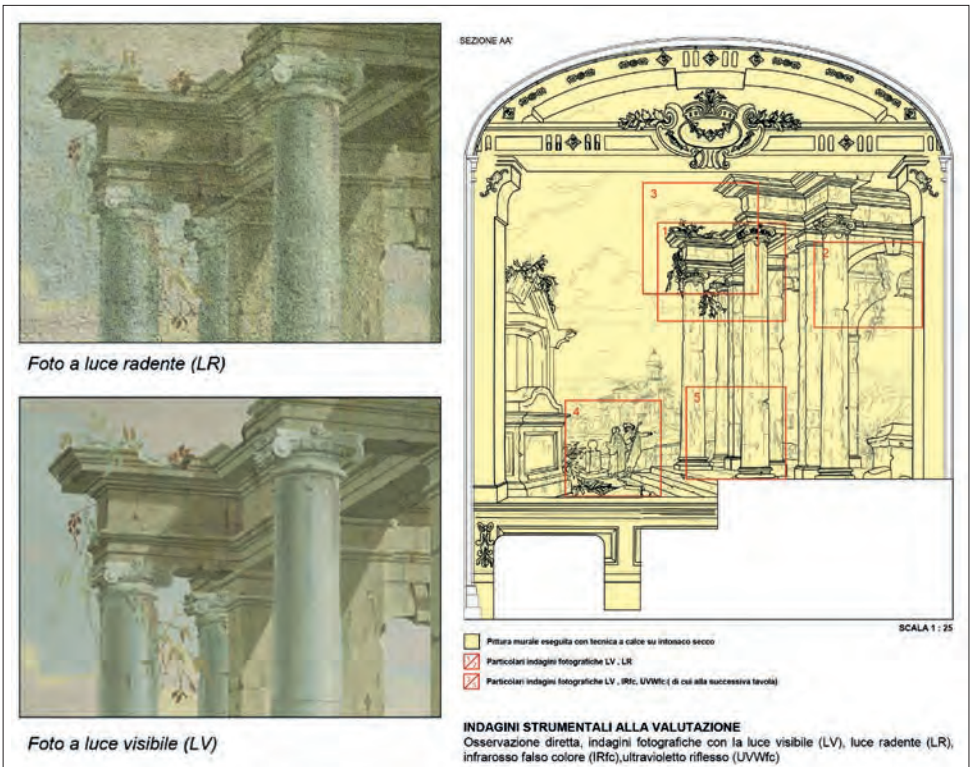 Foto a luce radente (LR)
Foto a luce visibile (LV)
SEZIONE AA'
3
1
2
4
5
SCALA 1 : 25
Pittura murale eseguita con tecnica a calce su intonaco secco
Particolari indagini fotografiche LV , LR
Particolari indagini fotografiche LV , IRfc, UVWfc ( di cui alla successiva tavola)
INDAGINI STRUMENTALI ALLA VALUTAZIONE
Osservazione diretta, indagini fotografiche con la luce visibile (LV), luce radente (LR),
infrarosso falso colore (IRfc),ultravioletto riflesso (UVWfc)